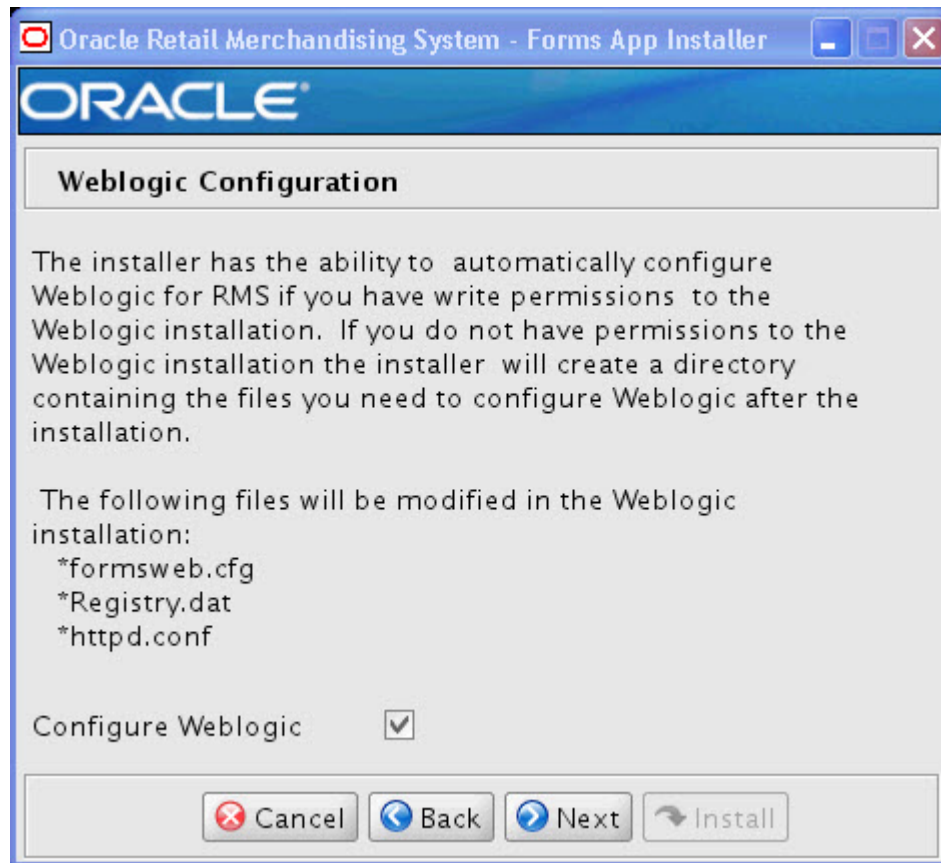 Oracle Retail Merchandising System - Forms App Installer
ORACLE
Weblogic Configuration
The installer has the ability to  automatically configure
Weblogic for RMS if you have write permissions  to the
Weblogic installation.  If you do not have permissions to the
Weblogic installation the installer  will create a directory
containing the files you need to configure Weblogic after the
installation.
The following files will be modified in the Weblogic
installation:
*formsweb.cfg
*Registry.dat
*httpd.conf
Configure Weblogic
Cancel Back Next Install